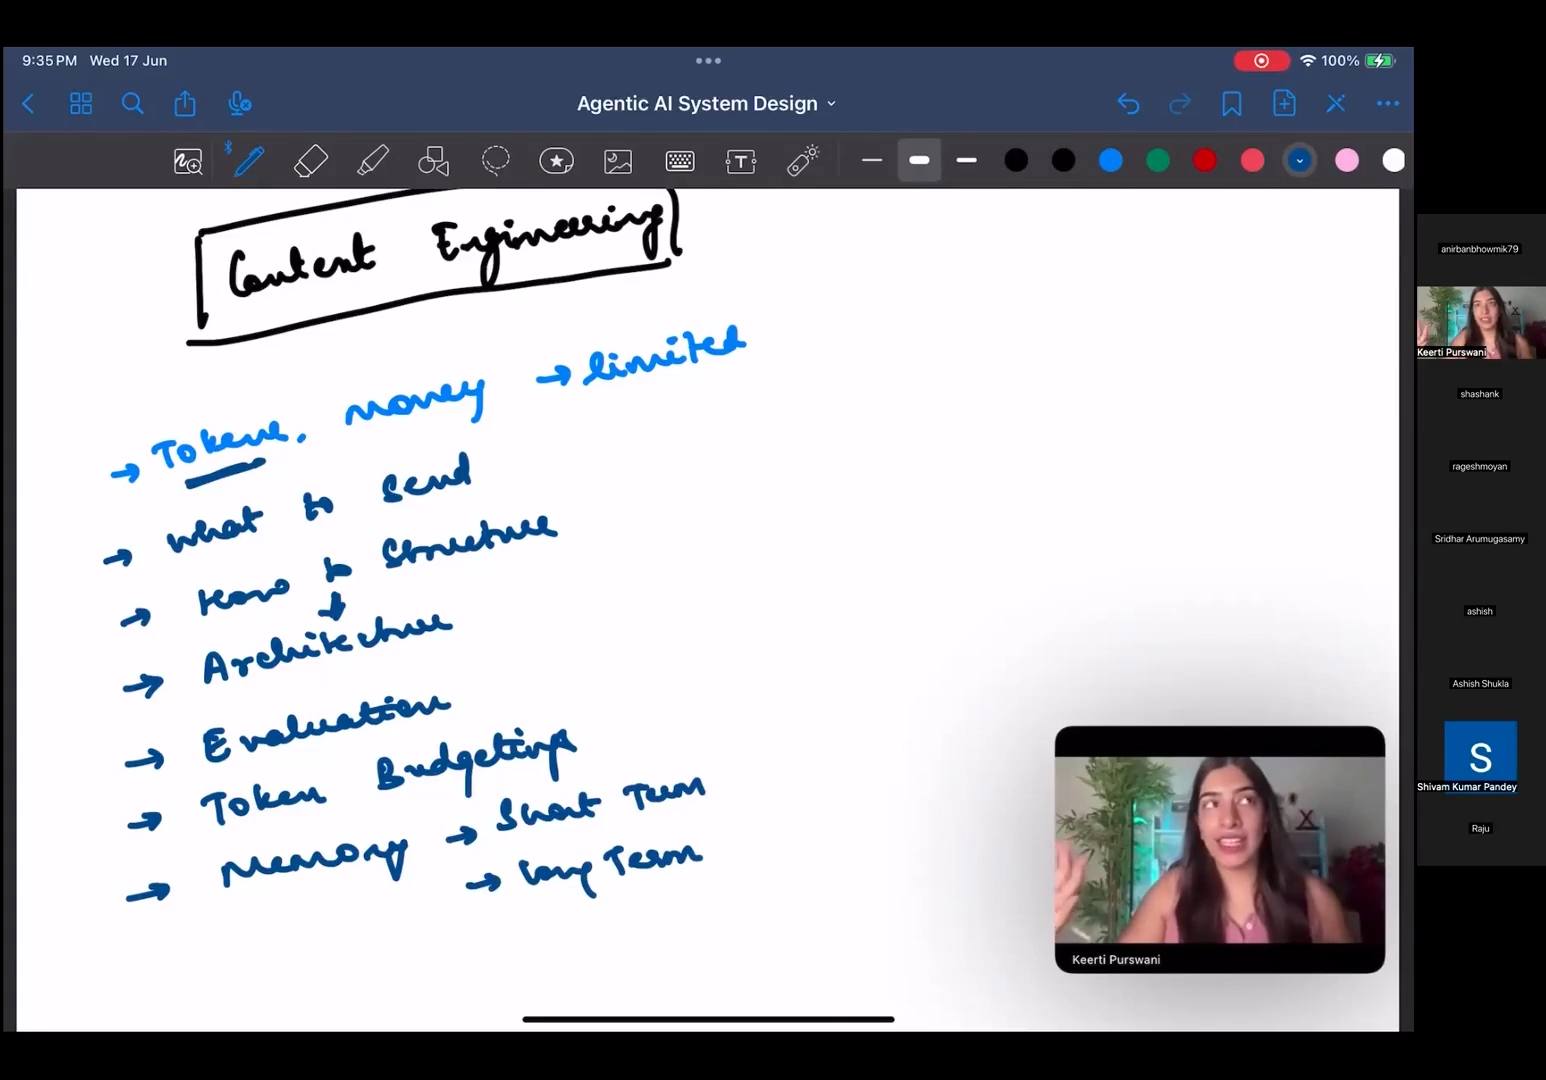 9:35 PM Wed 17 Jun
100%
Agentic AI System Design
T
Context Engineering
anirbanbhowmik79
Keerti Purswani
shashank
→ Tokens, money → limited
rageshmoyan
→ What to send
Sridhar Arumugasamy
→ How to structure
ashish
→ Architecture
Ashish Shukla
→ Evaluation
S
Shivam Kumar Pandey
→ Token Budgeting
Raju
→ Memory → Short Term
→ Long Term
Keerti Purswani